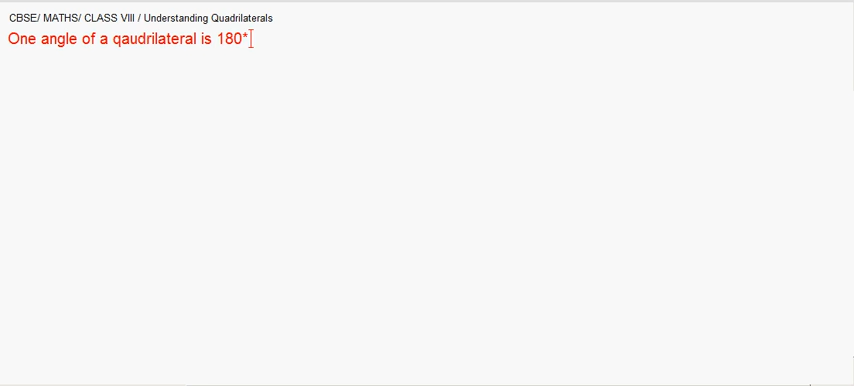 CBSE/ MATHS/ CLASS VIII / Understanding Quadrilaterals
One angle of a qaudrilateral is 180*